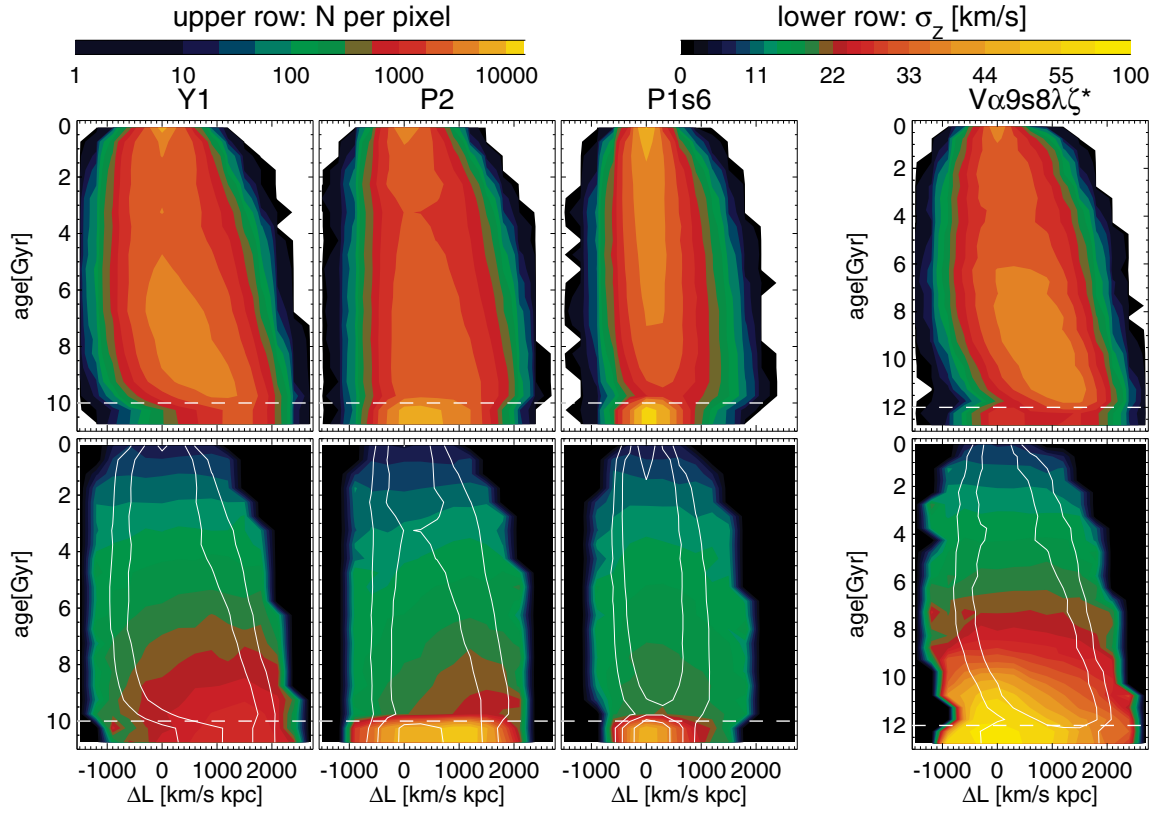 upper row: N per pixel
lower row: σz [km/s]
1 10 100 1000 10000
0 11 22 33 44 55 100
Y1 P2 P1s6 Vα9s8λζ*
age[Gyr]
0
2
4
6
8
10
age[Gyr]
0
2
4
6
8
10
12
age[Gyr]
0
2
4
6
8
10
age[Gyr]
0
2
4
6
8
10
12
-1000 0 1000 2000
-1000 0 1000 2000
-1000 0 1000 2000
-1000 0 1000 2000
ΔL [km/s kpc] ΔL [km/s kpc] ΔL [km/s kpc] ΔL [km/s kpc]